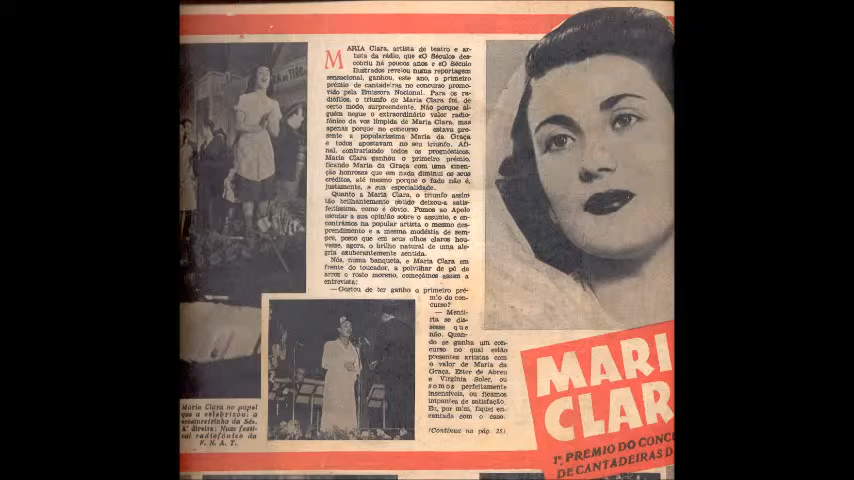 MARIA Clara, artista de teatro e ar-
tista da rádio, que «O Século» des-
cobriu há poucos anos e «O Século
Ilustrado» revelou numa reportagem
sensacional, ganhou, este ano, o primeiro
prémio de cantadeiras no concurso promo-
vido pela Emissora Nacional. Para os ra-
diófilos, o triunfo de Maria Clara foi, de
certo modo, surpreendente. Não porque al-
guém negue o extraordinário valor radio-
fónico da voz límpida de Maria Clara, mas
apenas porque no concurso estava pre-
sente a popularíssima Maria da Graça
e todos apostavam no seu triunfo. Afi-
nal, contrariando todos os prognósticos,
Maria Clara ganhou o primeiro prémio,
ficando Maria da Graça com uma men-
ção honrosa que em nada diminui os seus
créditos, até mesmo porque o fado não é,
justamente, a sua especialidade.
Quanto a Maria Clara, o triunfo assim
tão brilhantemente obtido deixou-a satis-
feitíssima, como é óbvio. Fomos ao Apolo
escutar a sua opinião sobre o assunto, e en-
contrámos na popular artista o mesmo des-
prendimento e a mesma modéstia de sem-
pre, posto que em seus olhos claros hou-
vesse, agora, o brilho natural de uma ale-
gria exuberantemente sentida.
Nós, numa banqueta, e Maria Clara em
frente do toucador, a polvilhar de pó de
arroz o rosto moreno, começámos assim a
entrevista:
— Gostou de ter ganho o primeiro pré-
mio do con-
curso?
— Menti-
ria se dis-
sesse que
não. Quan-
do se ganha um con-
curso no qual estão
presentes artistas com
o valor de Maria da
Graça, Ester de Abreu
e Virgínia Soler, ou
somos perfeitamente
insensíveis, ou ficamos
impantes de satisfação.
Eu, por mim, fiquei en-
cantada com o caso.
(Continua na pág. 25)
Maria Clara no papel
que a celebrisou: a
costureirinha da Sé.
A' direita: Num festi-
val radiofónico da
F. N. A. T.
MARI
CLAR
1º PREMIO DO CONC
DE CANTADEIRAS D